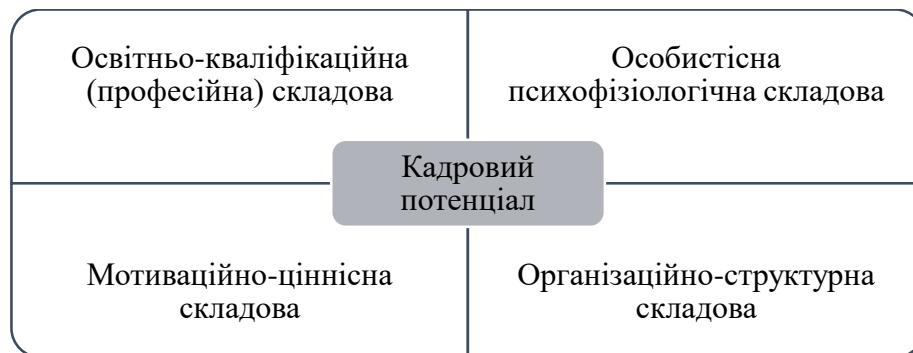 Освітньо-кваліфікаційна
(професійна) складова
Особистісна
психофізіологічна складова
Кадровий
потенціал
Мотиваційно-ціннісна
складова
Організаційно-структурна
складова